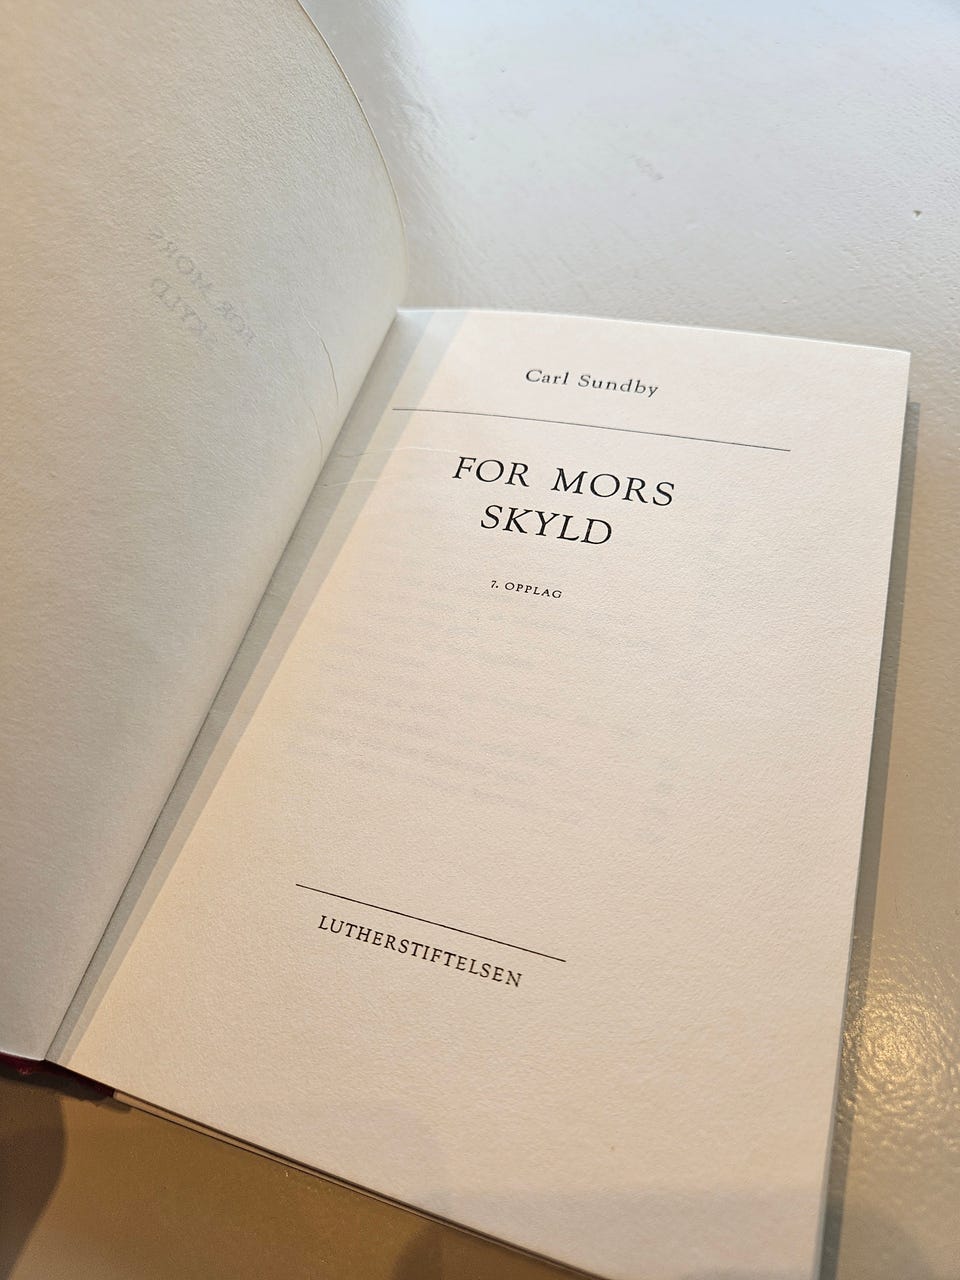 Carl Sundby
FOR MORS
SKYLD
7. OPPLAG
LUTHERSTIFTELSEN